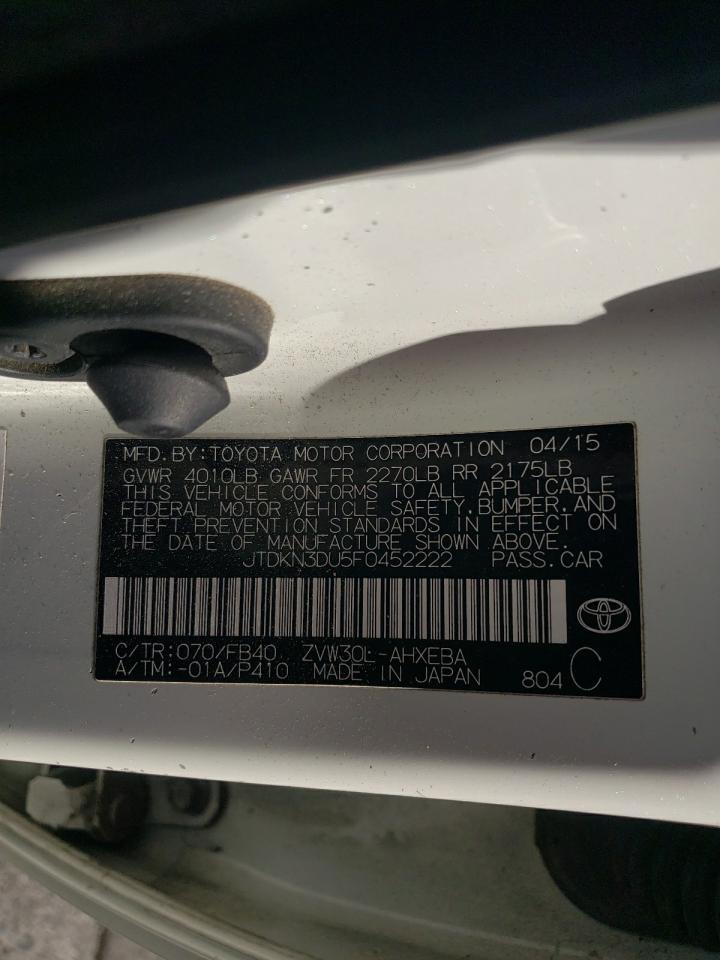 MFD. BY: TOYOTA MOTOR CORPORATION 04/15
GVWR 4010LB GAWR FR 2270LB RR 2175LB
THIS VEHICLE CONFORMS TO ALL APPLICABLE
FEDERAL MOTOR VEHICLE SAFETY, BUMPER, AND
THEFT PREVENTION STANDARDS IN EFFECT ON
THE DATE OF MANUFACTURE SHOWN ABOVE.
JTDKN3DU5F0452222 PASS. CAR
C/TR: 070/FB40 ZVW30L-AHXEBA
A/TM: -01A/P410 MADE IN JAPAN 804 C